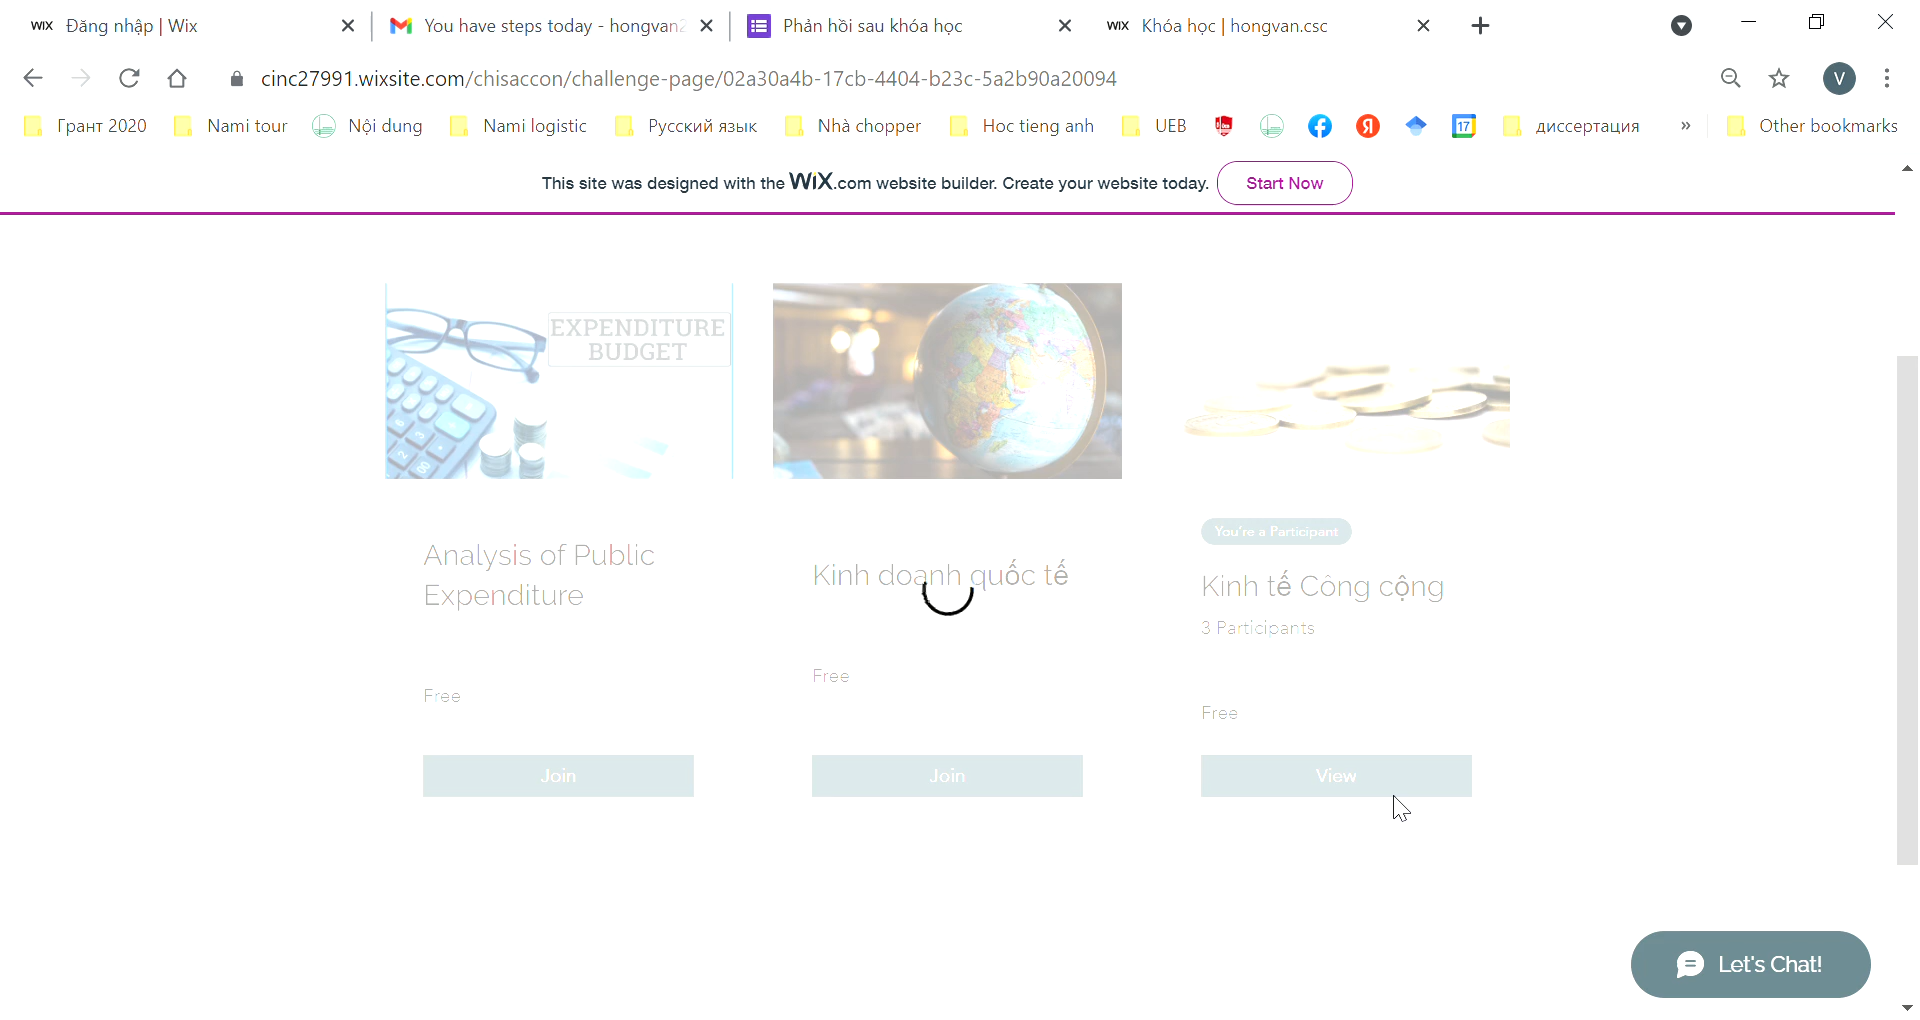 WiX Đăng nhập | Wix
You have steps today - hongvan2
Phản hồi sau khóa học
WiX Khóa học | hongvan.csc
cinc27991.wixsite.com/chisaccon/challenge-page/02a30a4b-17cb-4404-b23c-5a2b90a20094
V
Грант 2020
Nami tour
Nội dung
Nami logistic
Русский язык
Nhà chopper
Hoc tieng anh
UEB
Я
17
диссертация
»
Other bookmarks
This site was designed with the WiX.com website builder. Create your website today.
Start Now
EXPENDITURE
BUDGET
Analysis of Public
Expenditure
Free
Join
Kinh doanh quốc tế
Free
Join
You're a Participant
Kinh tế Công cộng
3 Participants
Free
View
Let's Chat!